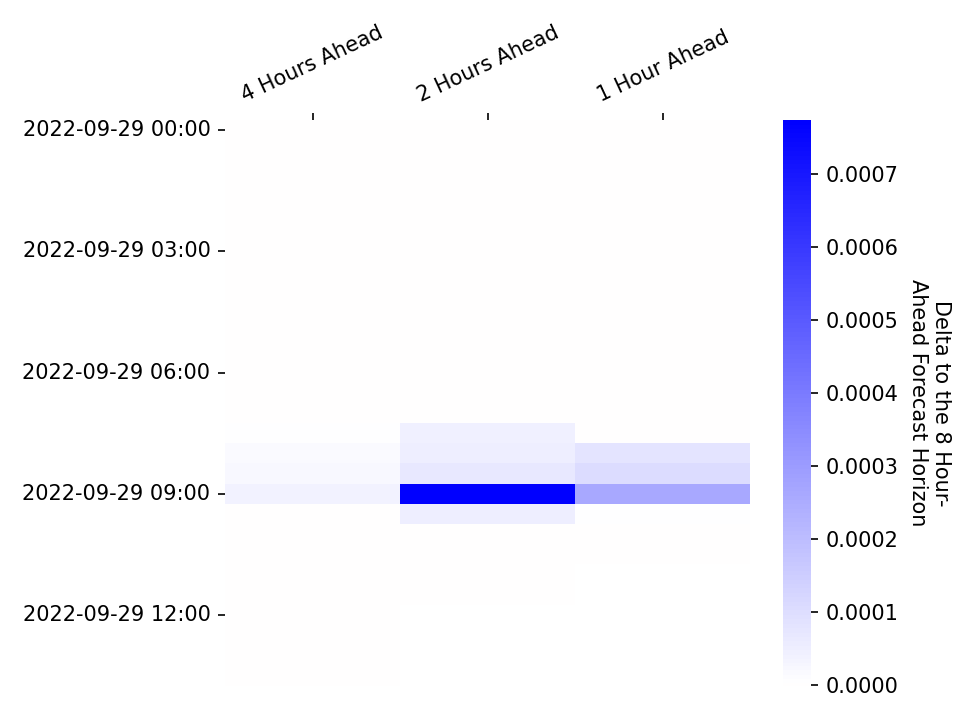 4 Hours Ahead
2 Hours Ahead
1 Hour Ahead
2022-09-29 00:00
2022-09-29 03:00
2022-09-29 06:00
2022-09-29 09:00
2022-09-29 12:00
0.0007
0.0006
0.0005
0.0004
0.0003
0.0002
0.0001
0.0000
Delta to the 8 Hour-
Ahead Forecast Horizon